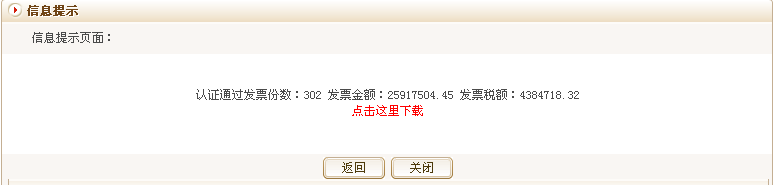 信息提示
信息提示页面：
认证通过发票份数：302 发票金额：25917504.45 发票税额：4384718.32
点击这里下载
返回 关闭